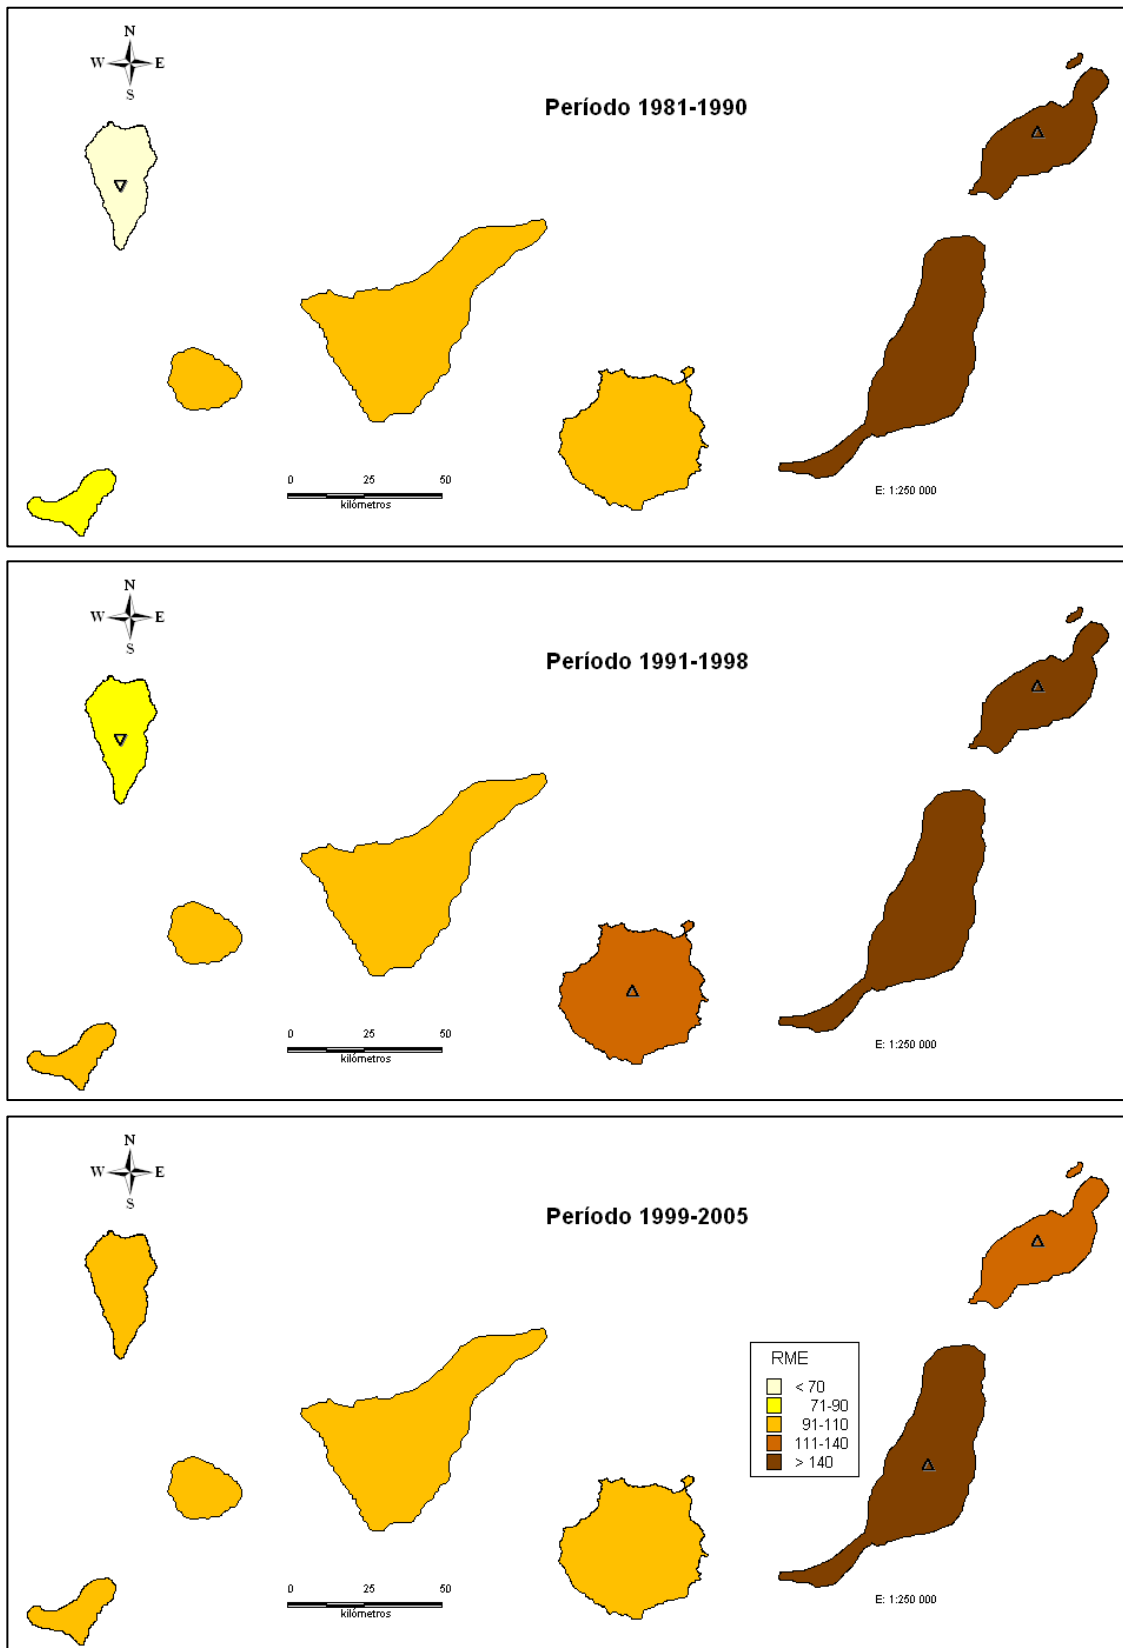 N
W E
S
Período 1981-1990
0 25 50
kilómetros
E: 1:250 000
N
W E
S
Período 1991-1998
0 25 50
kilómetros
E: 1:250 000
N
W E
S
Período 1999-2005
RME
< 70
71-90
91-110
111-140
> 140
0 25 50
kilómetros
E: 1:250 000